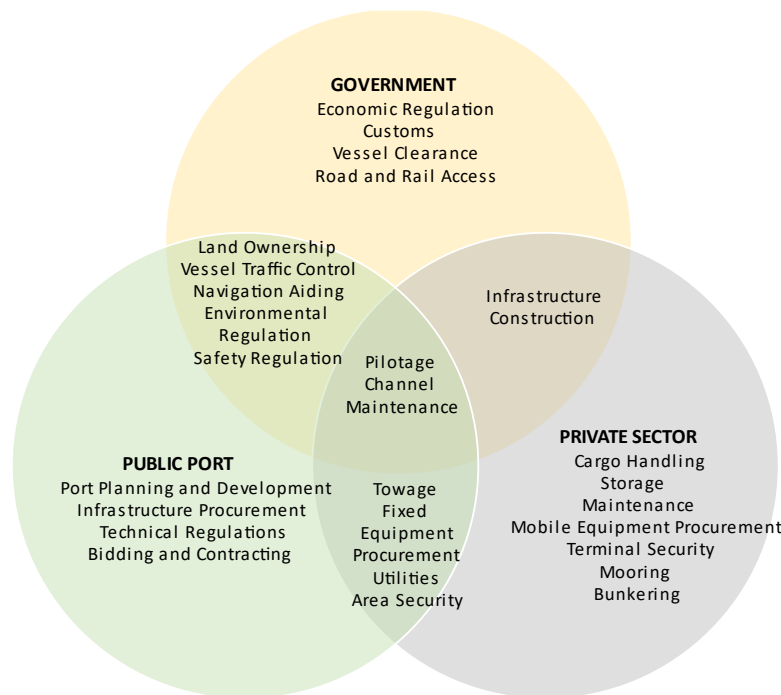 GOVERNMENT
Economic Regulation
Customs
Vessel Clearance
Road and Rail Access
Land Ownership
Vessel Traffic Control
Navigation Aiding
Environmental
Regulation
Safety Regulation
Infrastructure
Construction
Pilotage
Channel
Maintenance
PUBLIC PORT
Port Planning and Development
Infrastructure Procurement
Technical Regulations
Bidding and Contracting
Towage
Fixed
Equipment
Procurement
Utilities
Area Security
PRIVATE SECTOR
Cargo Handling
Storage
Maintenance
Mobile Equipment Procurement
Terminal Security
Mooring
Bunkering